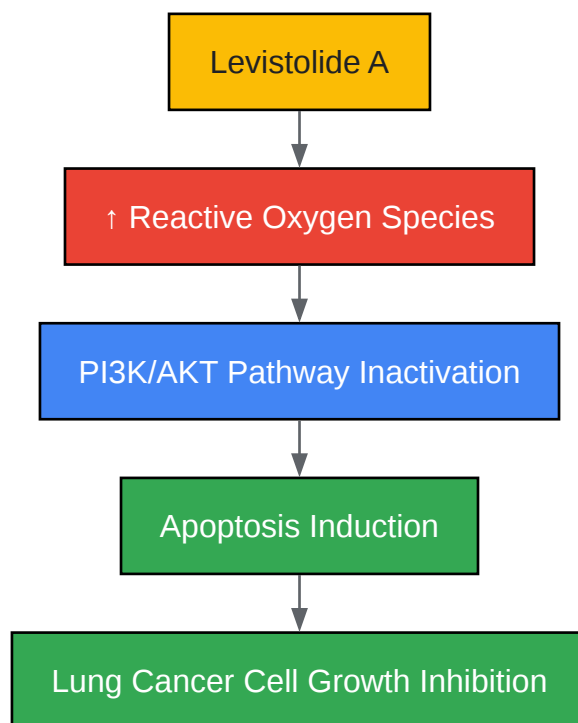 Levistolide A
↑ Reactive Oxygen Species
PI3K/AKT Pathway Inactivation
Apoptosis Induction
Lung Cancer Cell Growth Inhibition